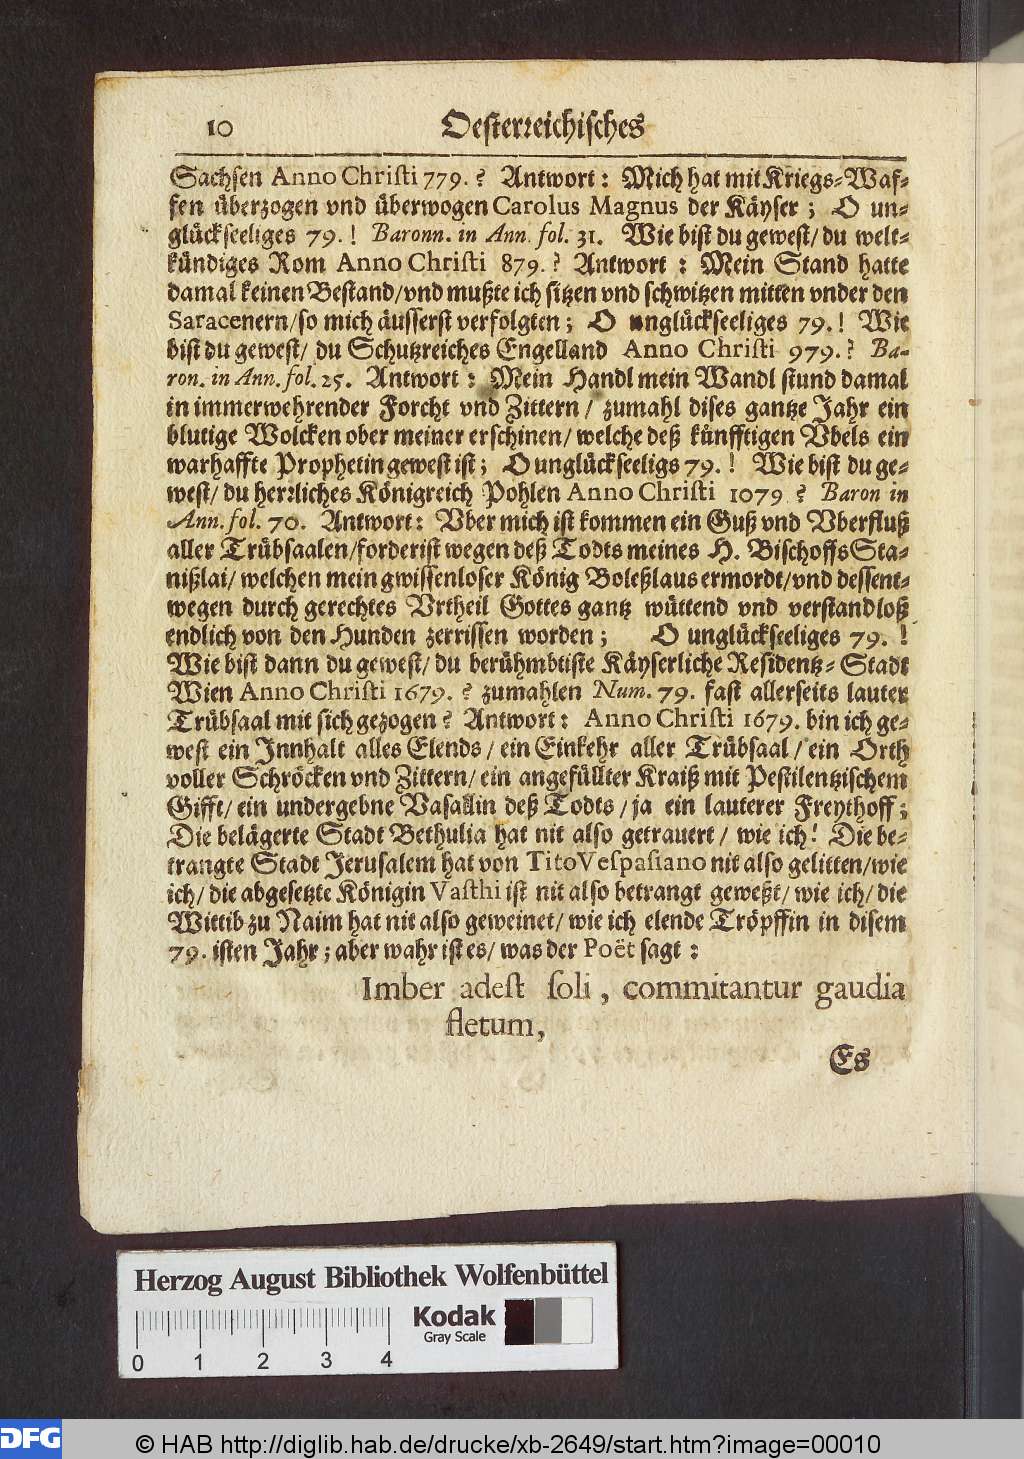 10 Oesterreichisches
Sachsen Anno Christi 779. ? Antwort : Mich hat mit Kriegs-Waf-
fen überzogen vnd überwogen Carolus Magnus der Käyser ; O un-
glückseeliges 79. ! Baronn. in Ann. fol. 31. Wie bist du gewest/ du welt-
kündiges Rom Anno Christi 879. ? Antwort : Mein Stand hatte
damal keinen Bestand/vnd mußte ich sitzen vnd schwitzen mitten vnder den
Saracenern/so mich äusserst verfolgten ; O unglückseeliges 79. ! Wie
bist du gewest/ du Schutzreiches Engelland Anno Christi 979. ? Ba-
ron. in Ann. fol. 25. Antwort : Mein Handl mein Wandl stund damal
in immerwehrender Forcht vnd Zittern / zumahl dises gantze Jahr ein
blutige Wolcken ober meiner erschinen/ welche deß künfftigen Vbels ein
warhaffte Prophetin gewest ist ; O unglückseeligs 79. ! Wie bist du ge-
west/ du herrliches Königreich Pohlen Anno Christi 1079 ? Baron in
Ann. fol. 70. Antwort : Vber mich ist kommen ein Guß vnd Vberfluß
aller Trübsaalen/forderist wegen deß Todts meines H. Bischoffs Sta-
nißlai/ welchen mein gwissenloser König Boleßlaus ermordt/vnd dessent-
wegen durch gerechtes Vrtheil Gottes gantz wüttend vnd verstandloß
endlich von den Hunden zerrissen worden ; O unglückseeliges 79. !
Wie bist dann du gewest/ du berühmbtiste Käyserliche Residentz-Stadt
Wien Anno Christi 1679. ? zumahlen Num. 79. fast allerseits lauter
Trübsaal mit sich gezogen ? Antwort : Anno Christi 1679. bin ich ge-
west ein Innhalt alles Elends / ein Einkehr aller Trübsaal / ein Orth
voller Schröcken vnd Zittern/ ein angefüllter Kraiß mit Pestilentzischem
Gifft/ ein undergebne Vasallin deß Todts / ja ein lauterer Freythoff ;
Die belägerte Stadt Bethulia hat nit also getrauert / wie ich ! Die be-
trangte Stadt Jerusalem hat von Tito Vespasiano nit also gelitten/wie
ich/ die abgesetzte Königin Vasthi ist nit also betrangt geweßt/ wie ich/ die
Wittib zu Naim hat nit also geweinet/ wie ich elende Tröpffin in disem
79. isten Jahr ; aber wahr ist es/ was der Poët sagt :
Imber adest soli , commitantur gaudia
fletum,
Es
Herzog August Bibliothek Wolfenbüttel
Kodak
Gray Scale
0 1 2 3 4
DFG
© HAB http://diglib.hab.de/drucke/xb-2649/start.htm?image=00010